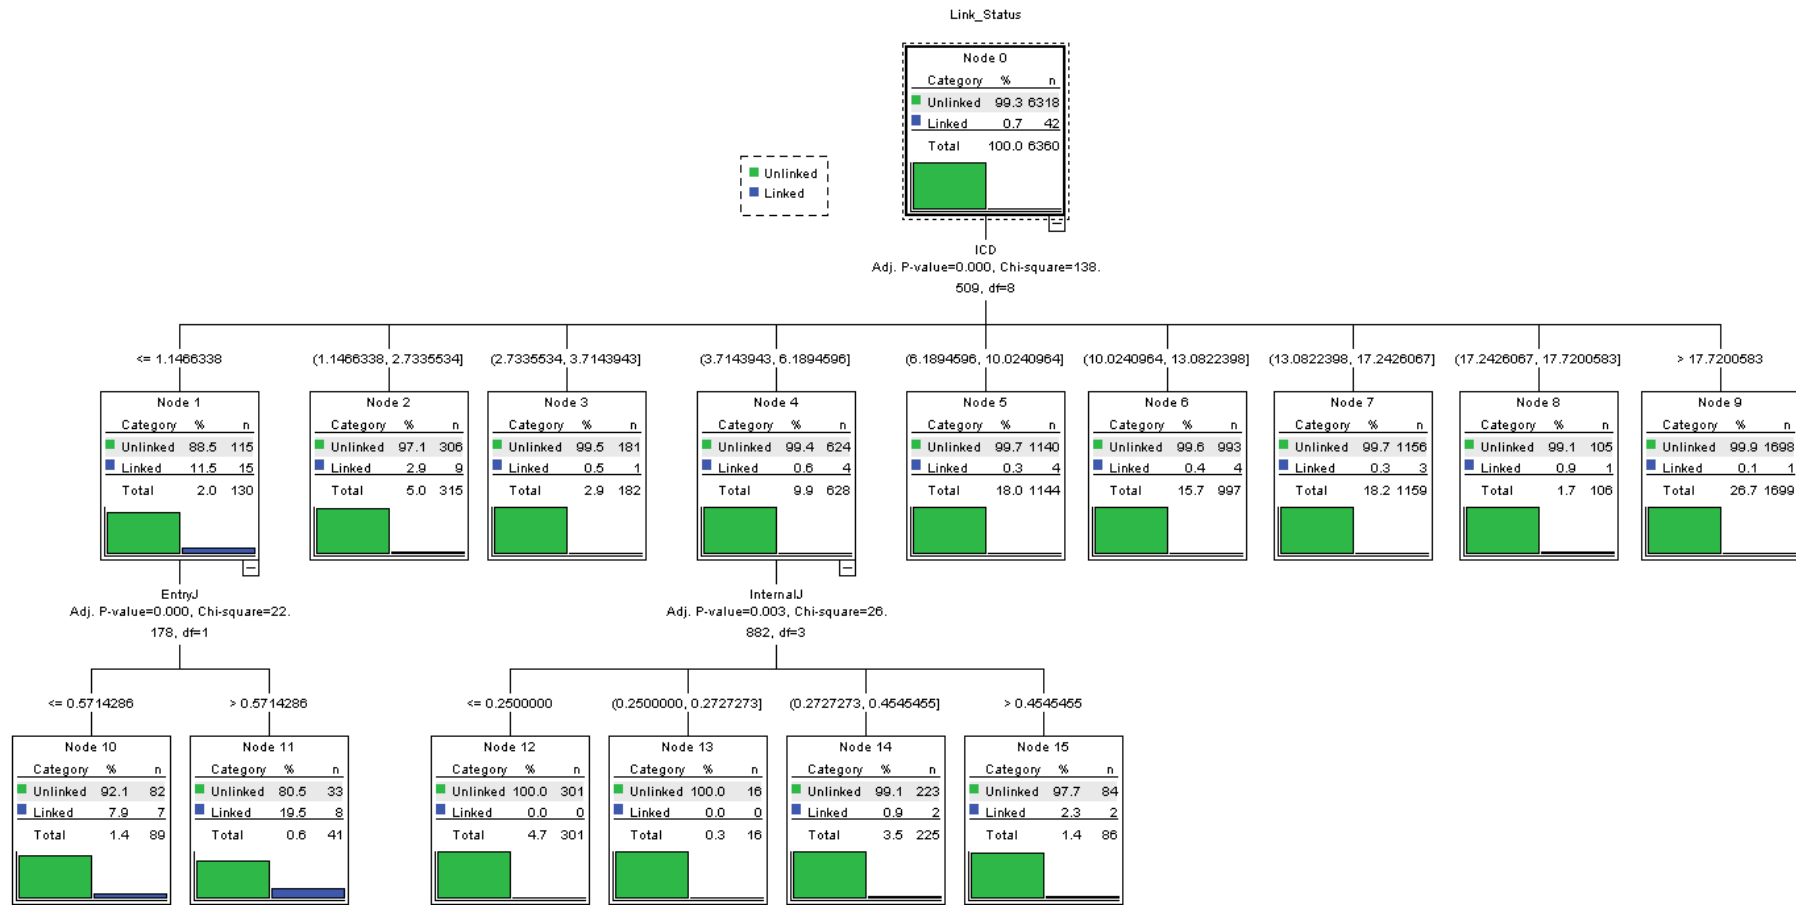 Link_Status
Node 0
Category % n
Unlinked 99.3 6318
Linked 0.7 42
Total 100.0 6360
Unlinked
Linked
ICD
Adj. P-value=0.000, Chi-square=138.
509, df=8
<= 1.1466338
(1.1466338, 2.7335534]
(2.7335534, 3.7143943]
(3.7143943, 6.1894596]
(6.1894596, 10.0240964]
(10.0240964, 13.0822398]
(13.0822398, 17.2426067]
(17.2426067, 17.7200583]
> 17.7200583
Node 1
Category % n
Unlinked 88.5 115
Linked 11.5 15
Total 2.0 130
Node 2
Category % n
Unlinked 97.1 306
Linked 2.9 9
Total 5.0 315
Node 3
Category % n
Unlinked 99.5 181
Linked 0.5 1
Total 2.9 182
Node 4
Category % n
Unlinked 99.4 624
Linked 0.6 4
Total 9.9 628
Node 5
Category % n
Unlinked 99.7 1140
Linked 0.3 4
Total 18.0 1144
Node 6
Category % n
Unlinked 99.6 993
Linked 0.4 4
Total 15.7 997
Node 7
Category % n
Unlinked 99.7 1156
Linked 0.3 3
Total 18.2 1159
Node 8
Category % n
Unlinked 99.1 105
Linked 0.9 1
Total 1.7 106
Node 9
Category % n
Unlinked 99.9 1698
Linked 0.1 1
Total 26.7 1699
EntryJ
Adj. P-value=0.000, Chi-square=22.
178, df=1
InternalJ
Adj. P-value=0.003, Chi-square=26.
882, df=3
<= 0.5714286
> 0.5714286
<= 0.2500000
(0.2500000, 0.2727273]
(0.2727273, 0.4545455]
> 0.4545455
Node 10
Category % n
Unlinked 92.1 82
Linked 7.9 7
Total 1.4 89
Node 11
Category % n
Unlinked 80.5 33
Linked 19.5 8
Total 0.6 41
Node 12
Category % n
Unlinked 100.0 301
Linked 0.0 0
Total 4.7 301
Node 13
Category % n
Unlinked 100.0 16
Linked 0.0 0
Total 0.3 16
Node 14
Category % n
Unlinked 99.1 223
Linked 0.9 2
Total 3.5 225
Node 15
Category % n
Unlinked 97.7 84
Linked 2.3 2
Total 1.4 86